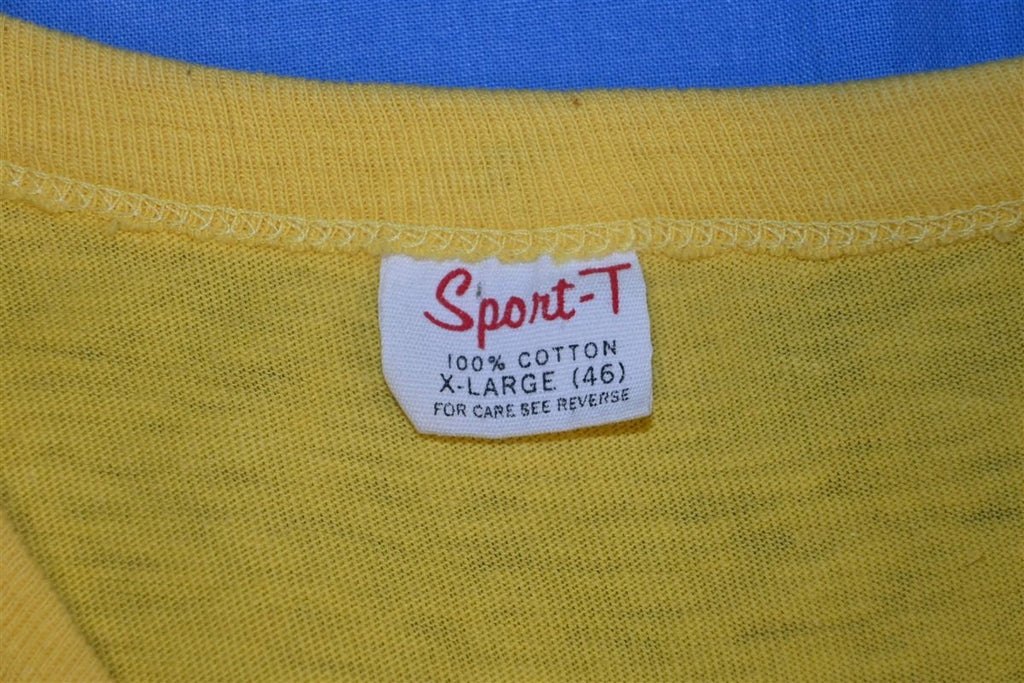 Sport-T
100% COTTON
X-LARGE (46)
FOR CARE SEE REVERSE